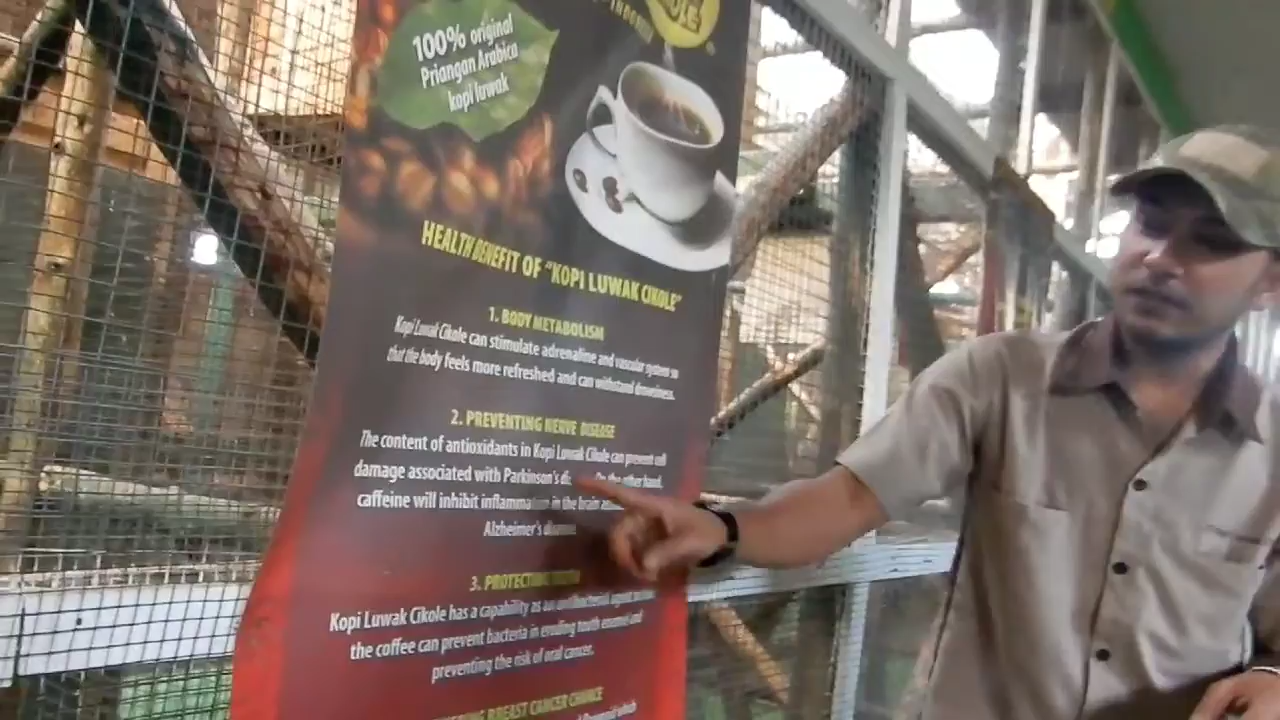 100% original
Priangan Arabica
kopi luwak
HEALTH BENEFIT OF "KOPI LUWAK CIKOLE"
1. BODY METABOLISM
Kopi Luwak Cikole can stimulate adrenaline and vascular system so
that the body feels more refreshed and can withstand drowsiness.
2. PREVENTING NERVE DISEASE
The content of antioxidants in Kopi Luwak Cikole can prevent cell
damage associated with Parkinson's On the other hand,
caffeine will inhibit inflammation in the brain
Alzheimer's disease
3. PROTECTING
Kopi Luwak Cikole has a capability as an antibacterial agent
the coffee can prevent bacteria in eroding tooth enamel and
preventing the risk of oral cancer.
BREAST CANCER CHANCE
which